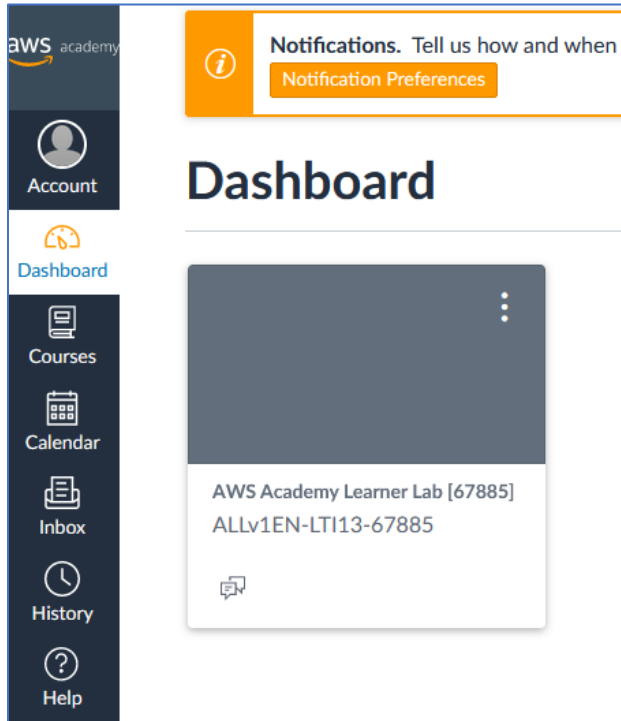 aws academy
Account
Dashboard
Courses
Calendar
Inbox
History
Help
Notifications. Tell us how and when
Notification Preferences
Dashboard
AWS Academy Learner Lab [67885]
ALLv1EN-LTI13-67885